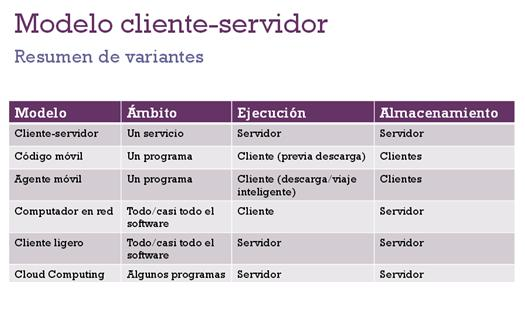 Modelo cliente-servidor
Resumen de variantes
Modelo Ámbito Ejecución Almacenamiento
Cliente-servidor Un servicio Servidor Servidor
Código móvil Un programa Cliente (previa descarga) Clientes
Agente móvil Un programa Cliente (descarga/viaje inteligente) Clientes
Computador en red Todo/casi todo el software Cliente Servidor
Cliente ligero Todo/casi todo el software Servidor Servidor
Cloud Computing Algunos programas Servidor Servidor